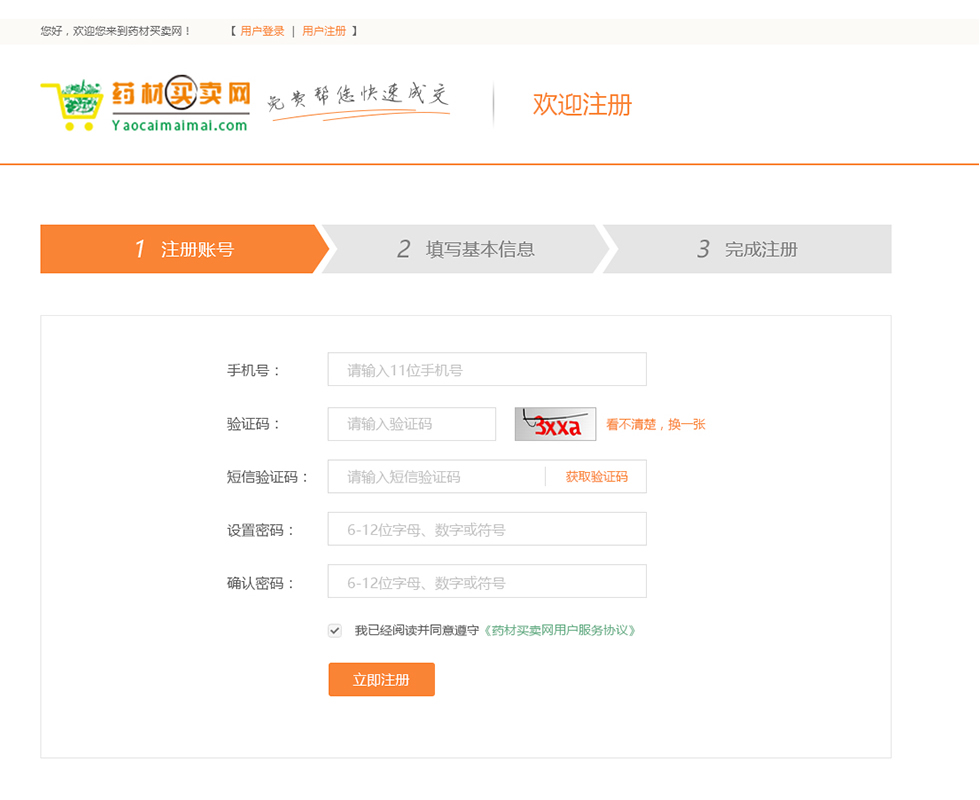 您好，欢迎您来到药材买卖网！ 【 用户登录 | 用户注册 】
药材买卖网 免费帮您快速成交 欢迎注册
Yaocaimaimai.com
1 注册账号 2 填写基本信息 3 完成注册
手机号： 请输入11位手机号
验证码： 请输入验证码 3xxa 看不清楚，换一张
短信验证码： 请输入短信验证码 获取验证码
设置密码： 6-12位字母、数字或符号
确认密码： 6-12位字母、数字或符号
我已经阅读并同意遵守《药材买卖网用户服务协议》
立即注册